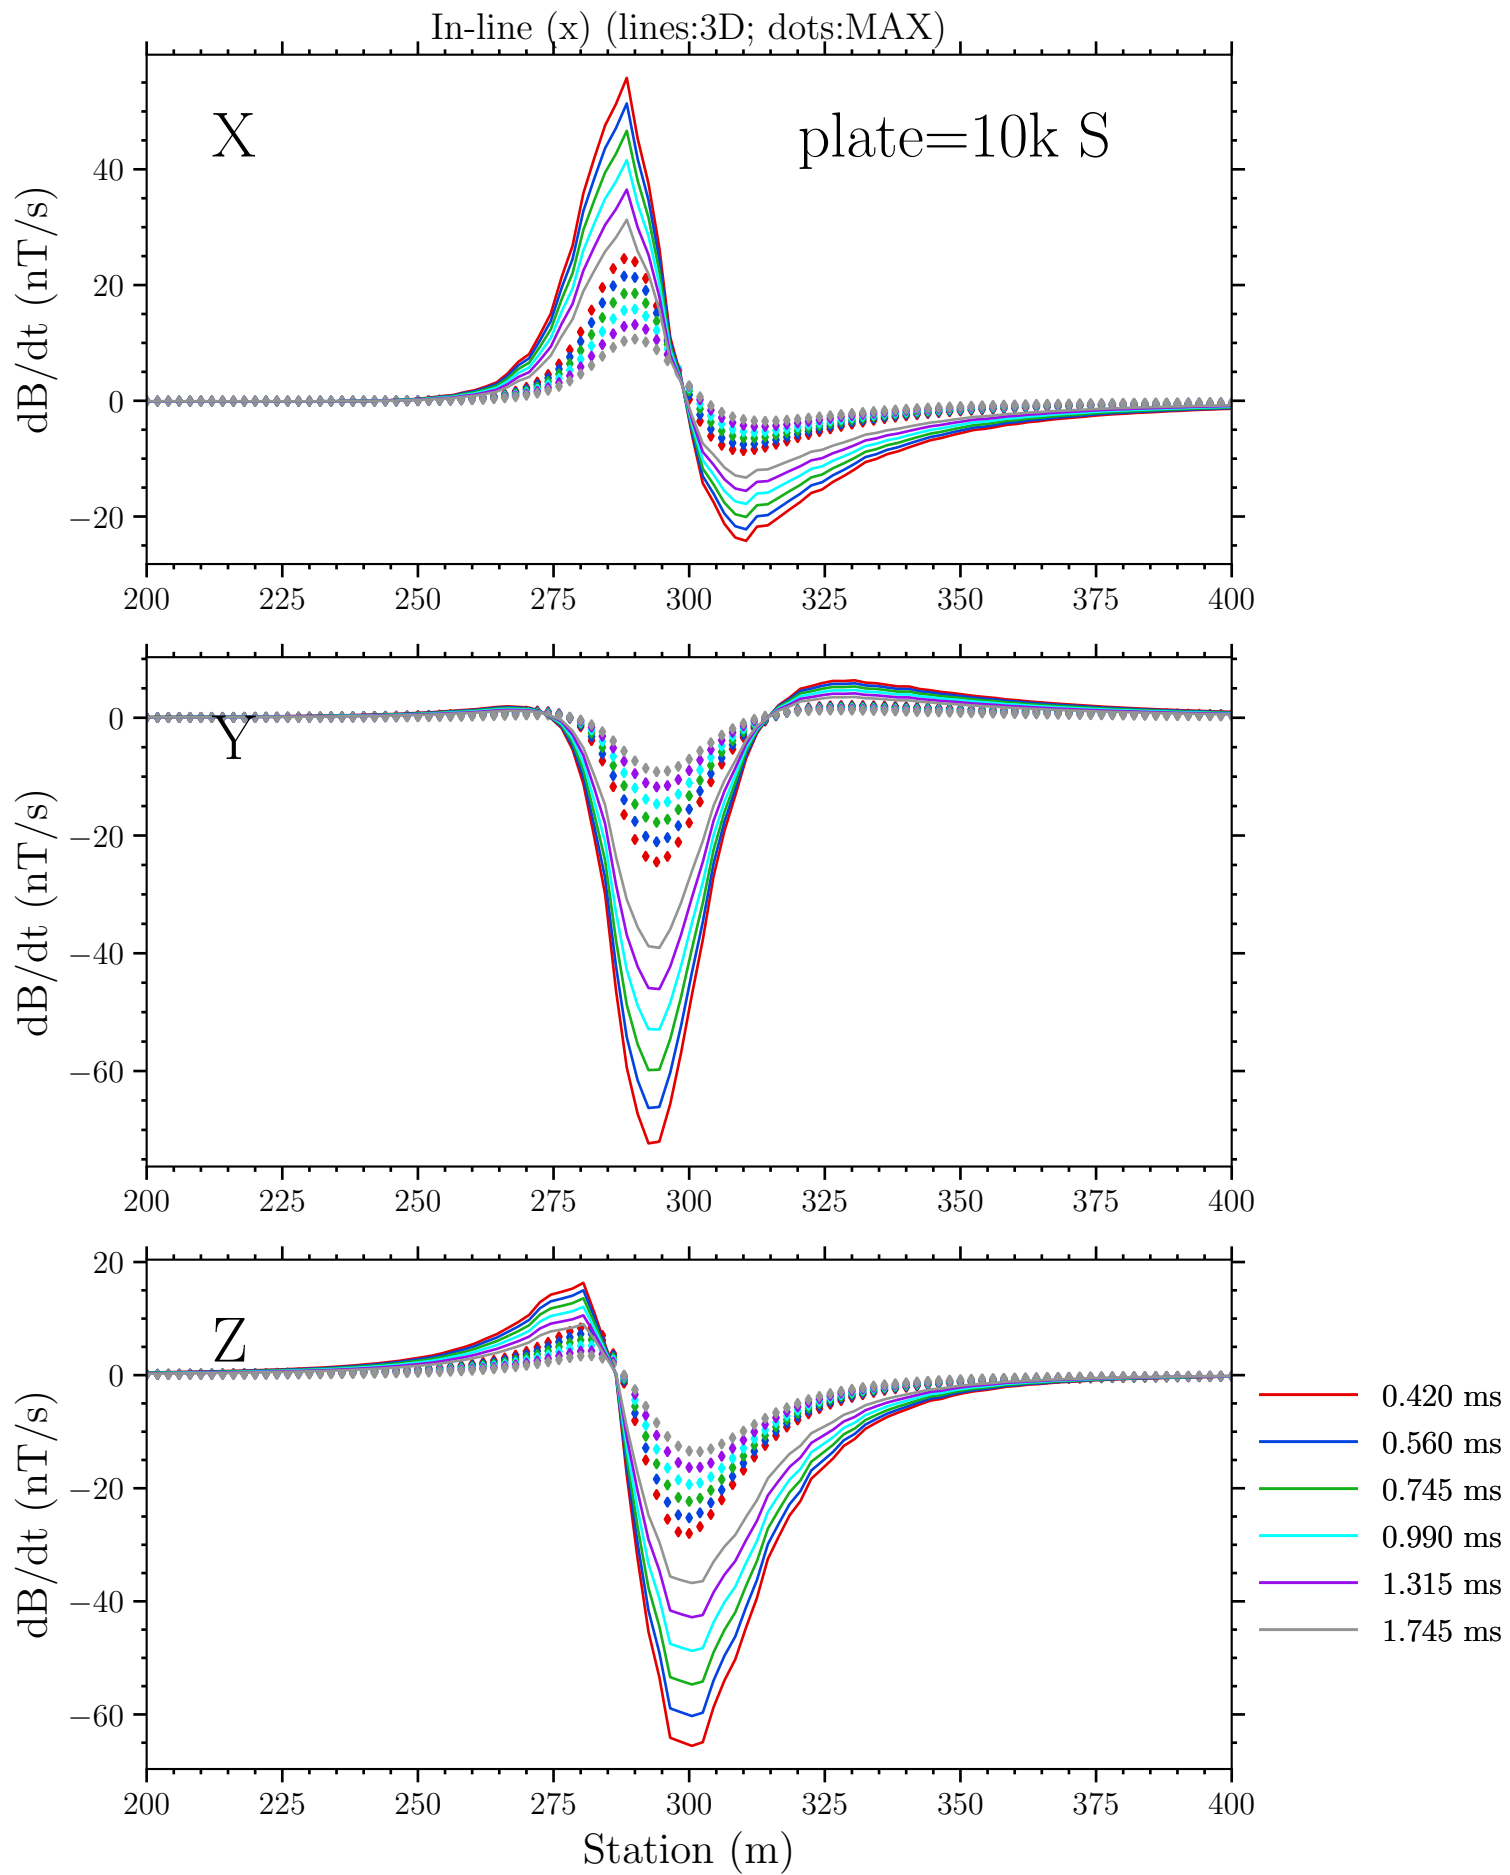 In-line (x) (lines:3D; dots:MAX)
X
plate=10k S
dB/dt (nT/s)
40
20
0
−20
200 225 250 275 300 325 350 375 400
Y
dB/dt (nT/s)
0
−20
−40
−60
200 225 250 275 300 325 350 375 400
Z
dB/dt (nT/s)
20
0
−20
−40
−60
200 225 250 275 300 325 350 375 400
Station (m)
0.420 ms
0.560 ms
0.745 ms
0.990 ms
1.315 ms
1.745 ms